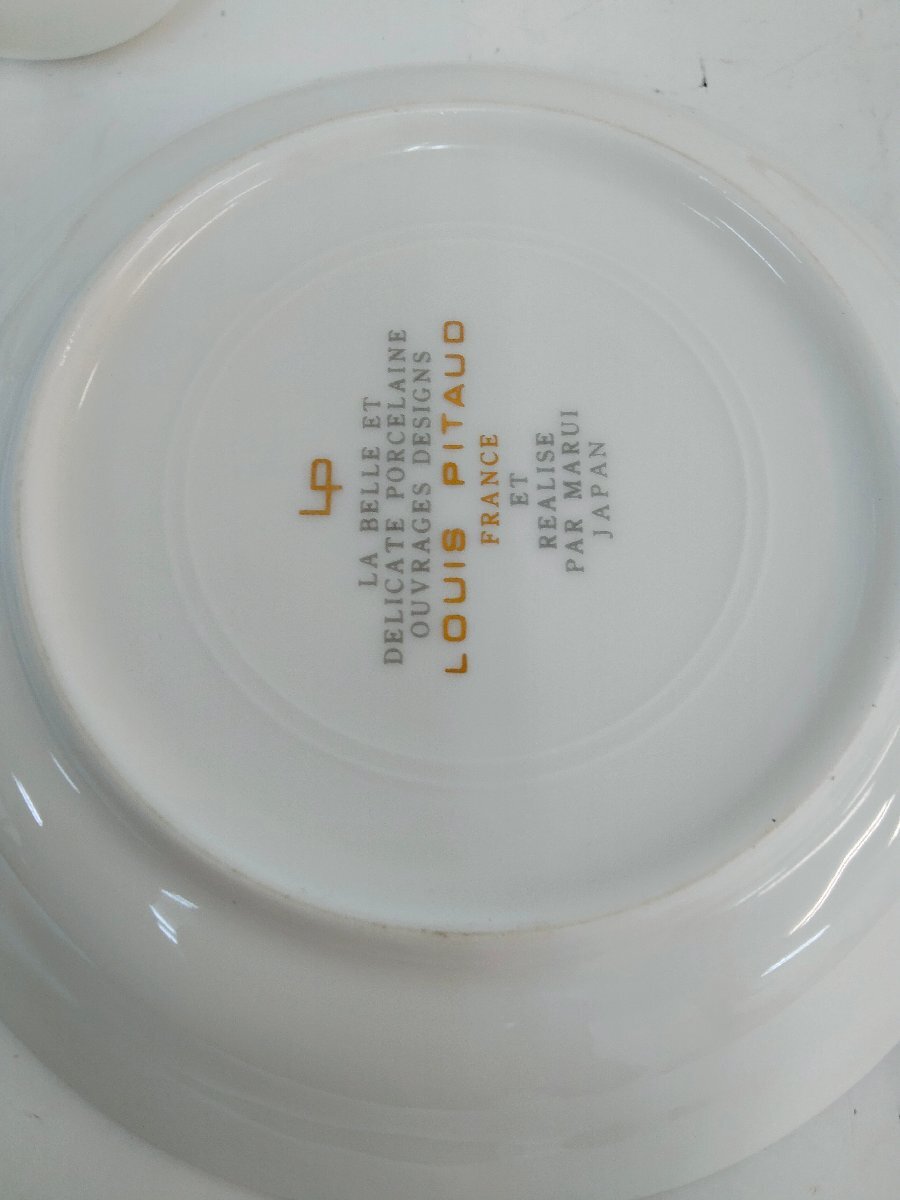 LP
LA BELLE ET
DELICATE PORCELAINE
OUVRAGES DESIGNS
LOUIS PITAUD
FRANCE
ET
REALISE
PAR MARUI
JAPAN